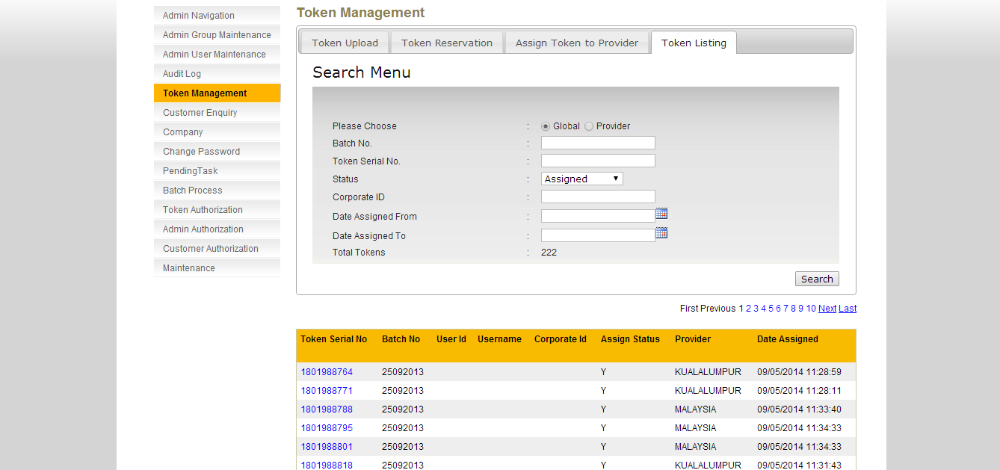 Admin Navigation
Admin Group Maintenance
Admin User Maintenance
Audit Log
Token Management
Customer Enquiry
Company
Change Password
PendingTask
Batch Process
Token Authorization
Admin Authorization
Customer Authorization
Maintenance
Token Management
Token Upload Token Reservation Assign Token to Provider Token Listing
Search Menu
Please Choose : Global Provider
Batch No. :
Token Serial No. :
Status : Assigned
Corporate ID :
Date Assigned From :
Date Assigned To :
Total Tokens : 222
Search
First Previous 1 2 3 4 5 6 7 8 9 10 Next Last
Token Serial No Batch No User Id Username Corporate Id Assign Status Provider Date Assigned
1801988764 25092013 Y KUALALUMPUR 09/05/2014 11:28:59
1801988771 25092013 Y KUALALUMPUR 09/05/2014 11:28:11
1801988788 25092013 Y MALAYSIA 09/05/2014 11:33:40
1801988795 25092013 Y MALAYSIA 09/05/2014 11:34:33
1801988801 25092013 Y MALAYSIA 09/05/2014 11:34:33
1801988818 25092013 Y KUALALUMPUR 09/05/2014 11:31:43